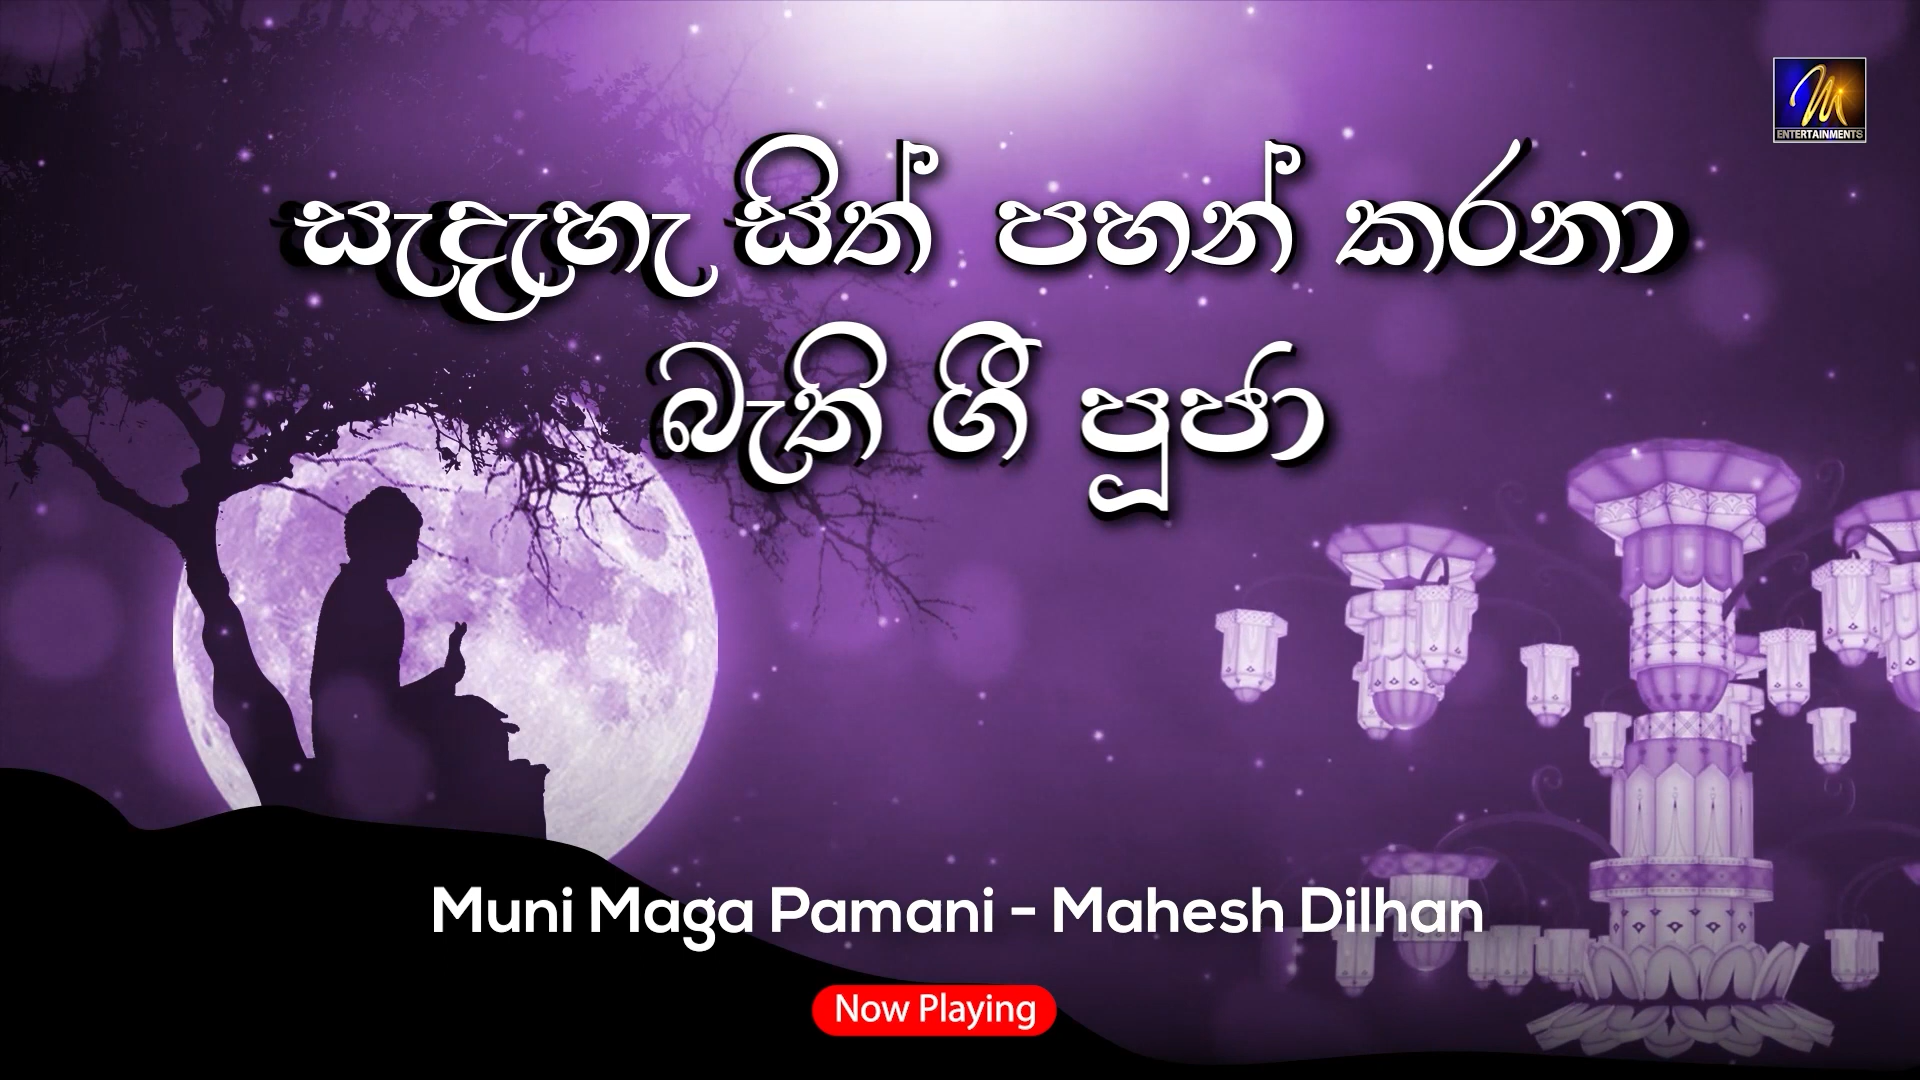 සැදැහැ සිත් පහන් කරනා
බැති ගී පූජා
M
ENTERTAINMENTS
Muni Maga Pamani - Mahesh Dilhan
Now Playing